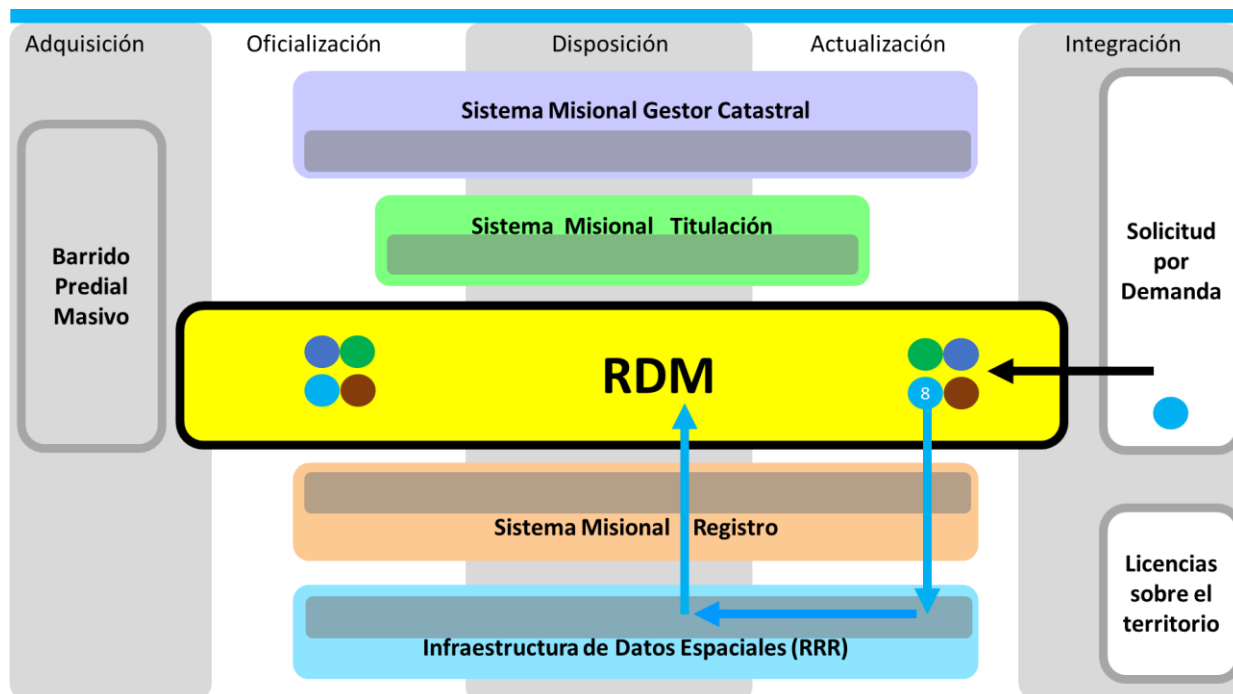 Adquisición
Oficialización
Disposición
Actualización
Integración
Sistema Misional Gestor Catastral
Sistema Misional Titulación
Barrido
Predial
Masivo
Solicitud
por
Demanda
RDM
8
Sistema Misional Registro
Licencias
sobre el
territorio
Infraestructura de Datos Espaciales (RRR)